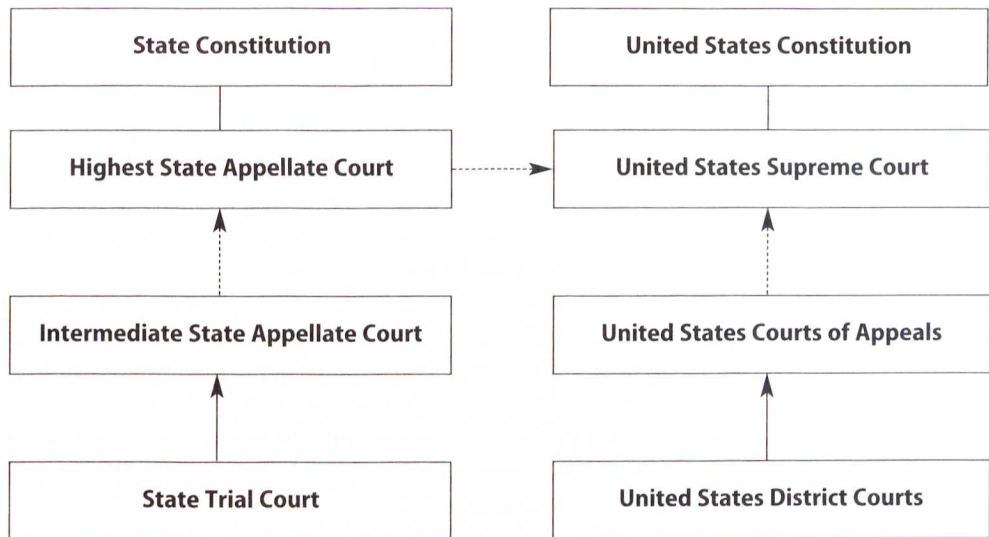 State Constitution
United States Constitution
Highest State Appellate Court
United States Supreme Court
Intermediate State Appellate Court
United States Courts of Appeals
State Trial Court
United States District Courts